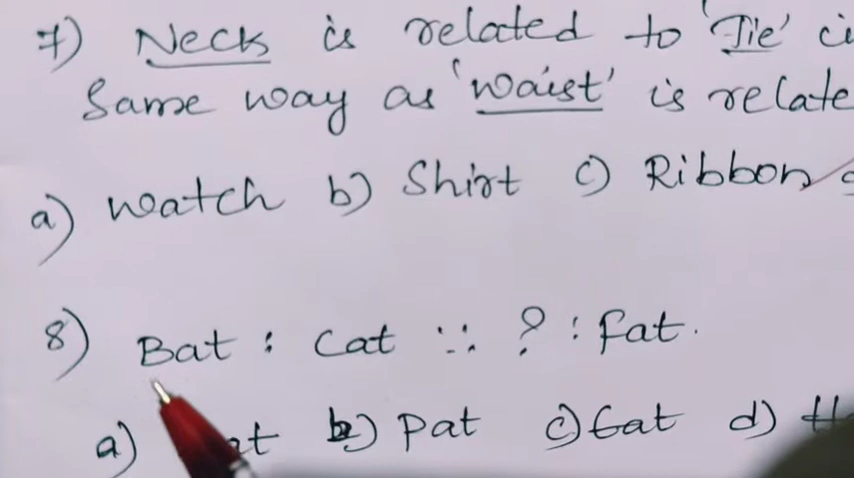 7) Neck is related to 'Tie' in
Same way as 'waist' is relate
a) watch b) Shirt c) Ribbon
8) Bat : Cat :: ? : fat.
a) b) Pat c) Gat d)